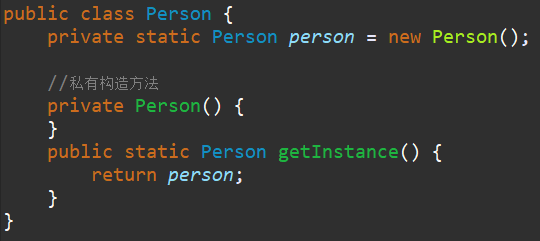 public class Person {
    private static Person person = new Person();

    //私有构造方法
    private Person() {
    }
    public static Person getInstance() {
        return person;
    }
}